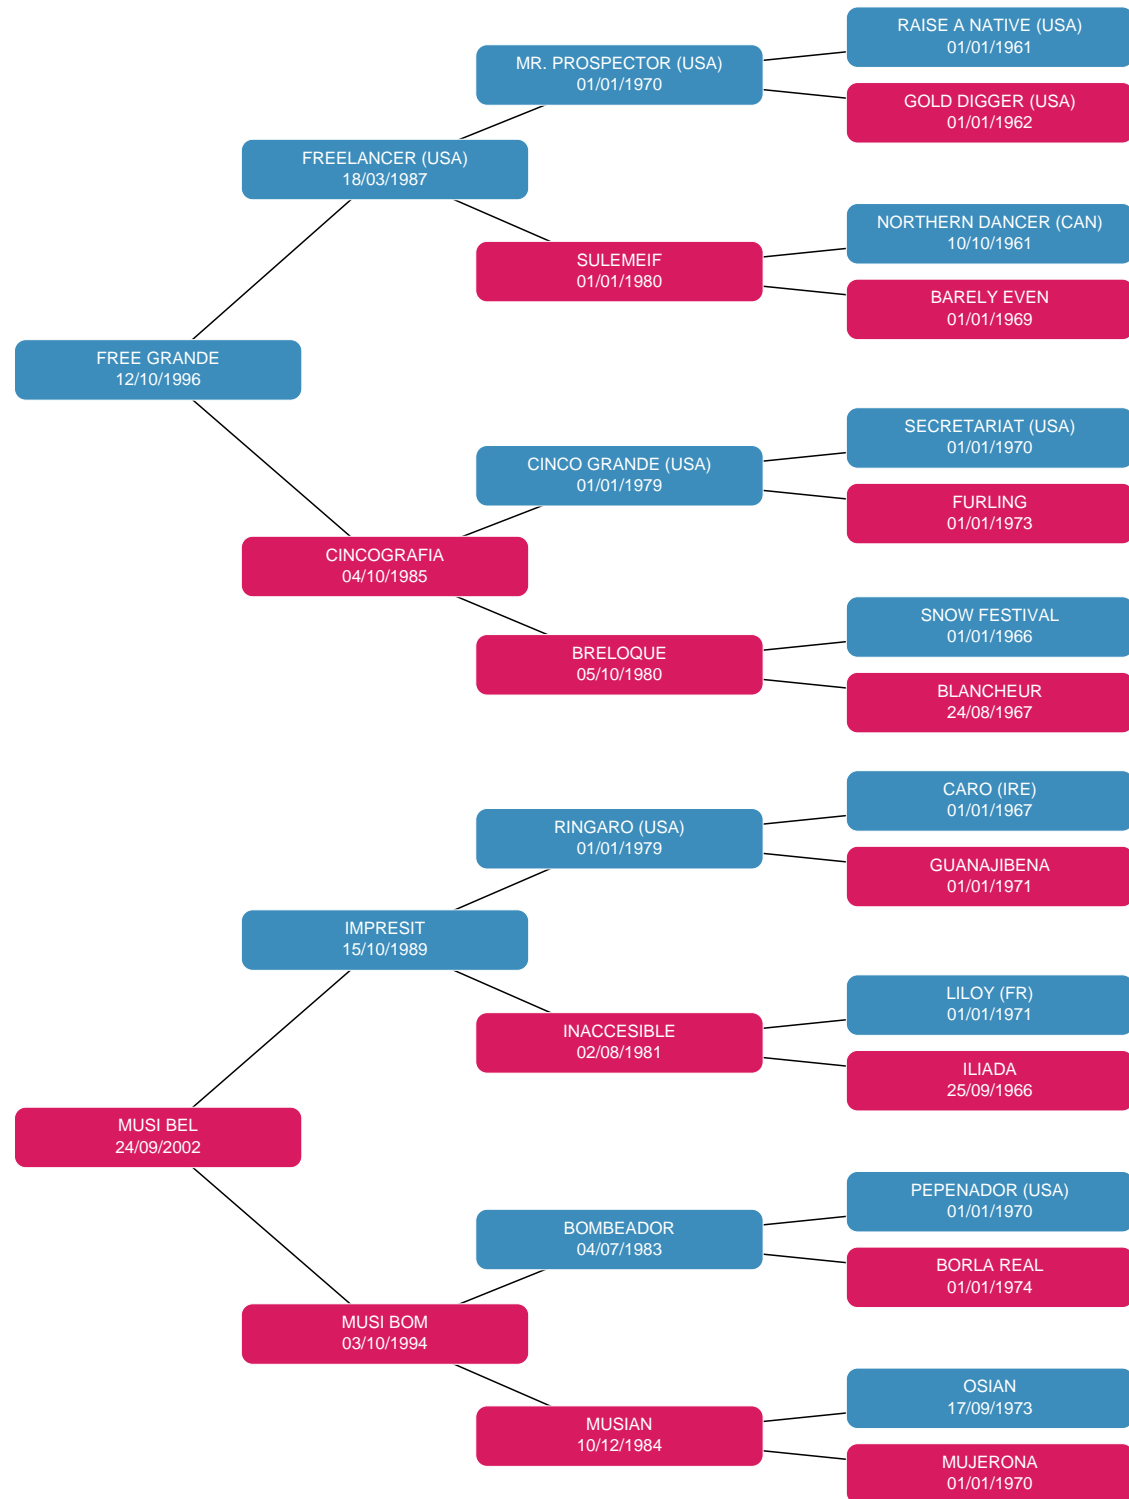 RAISE A NATIVE (USA)
01/01/1961
MR. PROSPECTOR (USA)
01/01/1970
GOLD DIGGER (USA)
01/01/1962
FREELANCER (USA)
18/03/1987
NORTHERN DANCER (CAN)
10/10/1961
SULEMEIF
01/01/1980
BARELY EVEN
01/01/1969
FREE GRANDE
12/10/1996
SECRETARIAT (USA)
01/01/1970
CINCO GRANDE (USA)
01/01/1979
FURLING
01/01/1973
CINCOGRAFIA
04/10/1985
SNOW FESTIVAL
01/01/1966
BRELOQUE
05/10/1980
BLANCHEUR
24/08/1967
CARO (IRE)
01/01/1967
RINGARO (USA)
01/01/1979
GUANAJIBENA
01/01/1971
IMPRESIT
15/10/1989
LILOY (FR)
01/01/1971
INACCESIBLE
02/08/1981
ILIADA
25/09/1966
MUSI BEL
24/09/2002
PEPENADOR (USA)
01/01/1970
BOMBEADOR
04/07/1983
BORLA REAL
01/01/1974
MUSI BOM
03/10/1994
OSIAN
17/09/1973
MUSIAN
10/12/1984
MUJERONA
01/01/1970